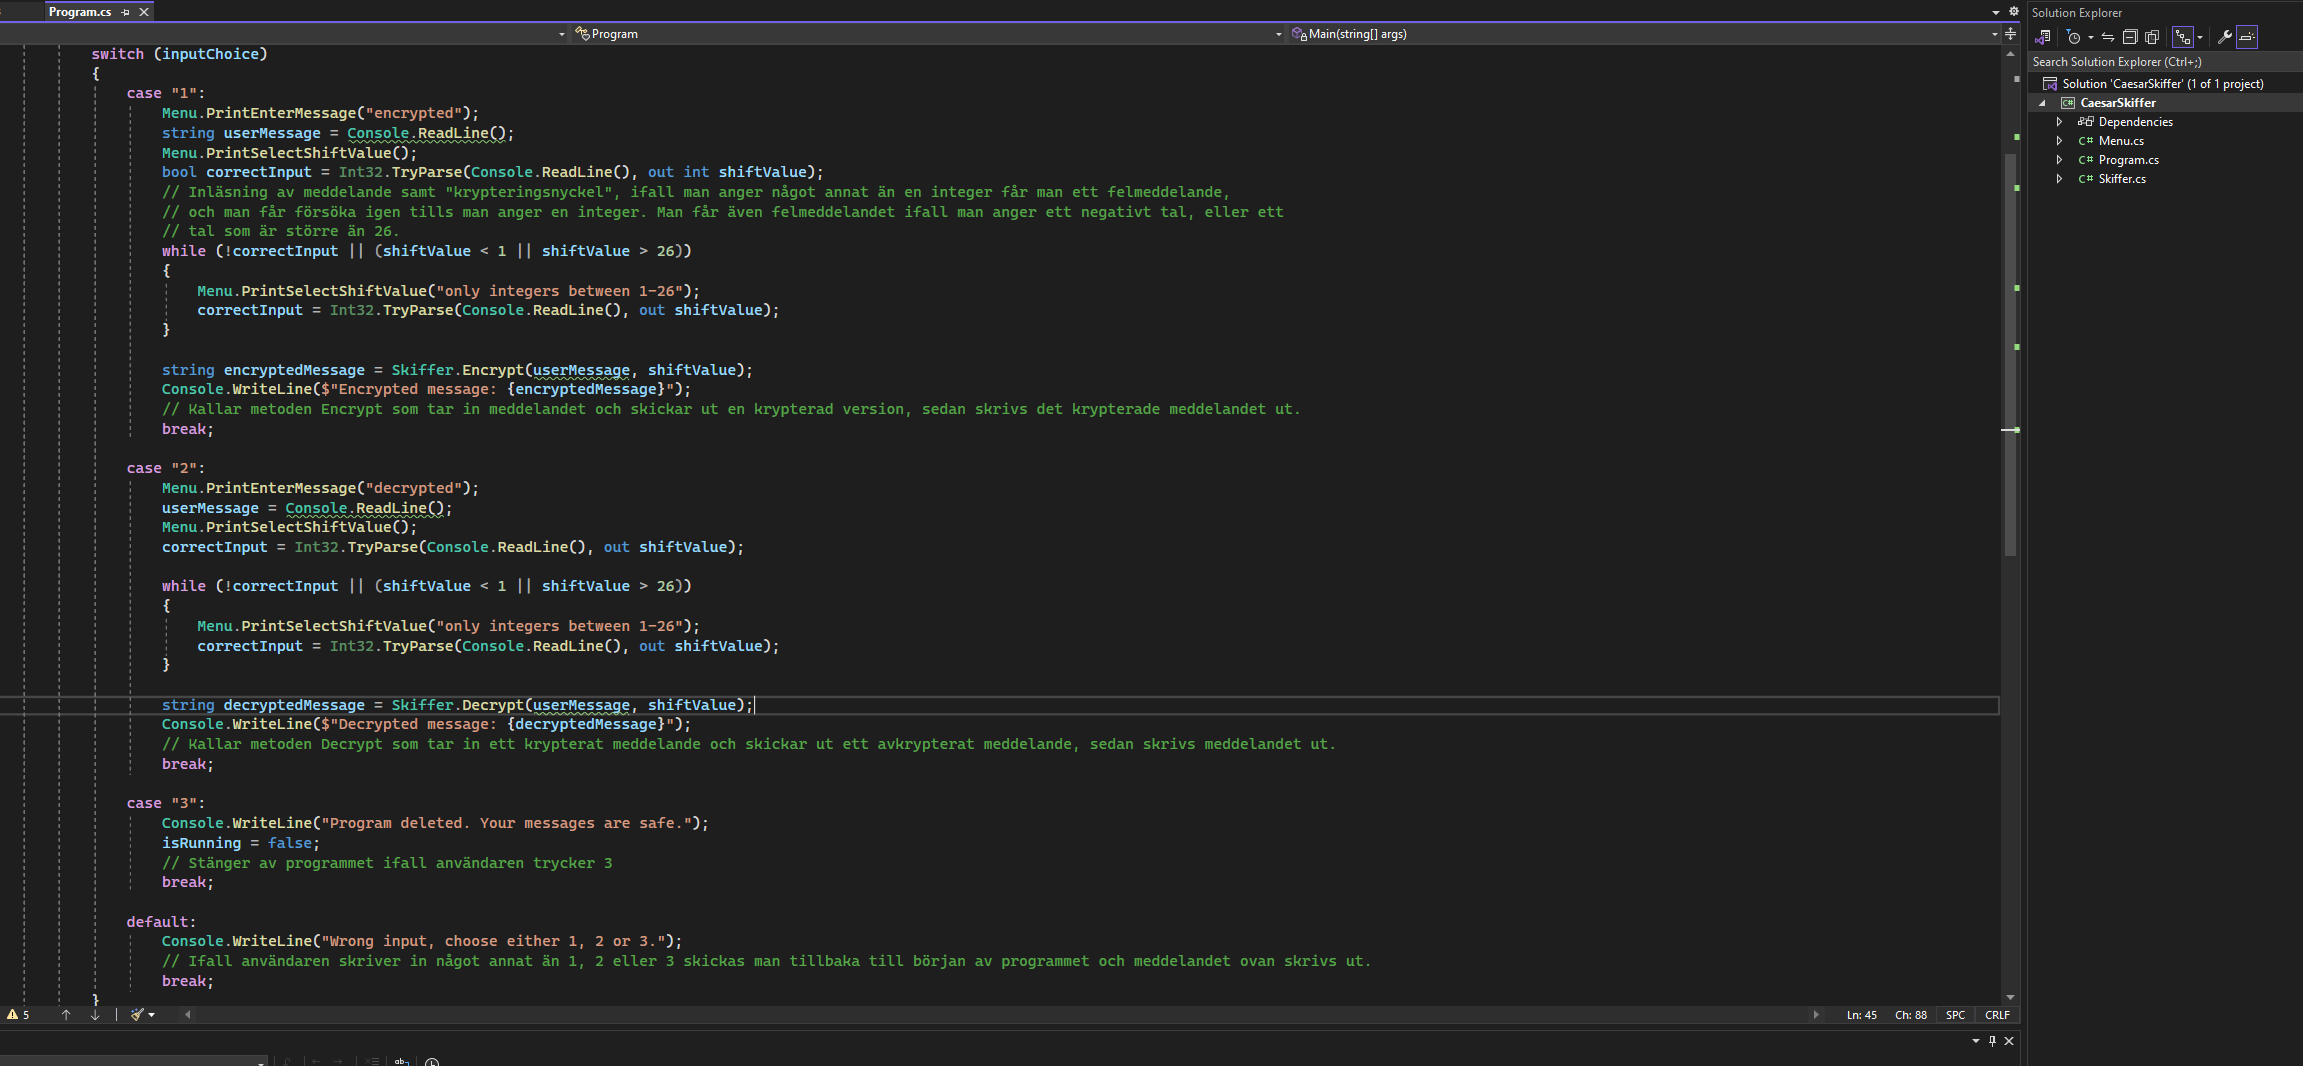 Program.cs
Program
Main(string[] args)
switch (inputChoice)
{
case "1":
Menu.PrintEnterMessage("encrypted");
string userMessage = Console.ReadLine();
Menu.PrintSelectShiftValue();
bool correctInput = Int32.TryParse(Console.ReadLine(), out int shiftValue);
// Inläsning av meddelande samt "krypteringsnyckel", ifall man anger något annat än en integer får man ett felmeddelande,
// och man får försöka igen tills man anger en integer. Man får även felmeddelandet ifall man anger ett negativt tal, eller ett
// tal som är större än 26.
while (!correctInput || (shiftValue < 1 || shiftValue > 26))
{
Menu.PrintSelectShiftValue("only integers between 1-26");
correctInput = Int32.TryParse(Console.ReadLine(), out shiftValue);
}
string encryptedMessage = Skiffer.Encrypt(userMessage, shiftValue);
Console.WriteLine($"Encrypted message: {encryptedMessage}");
// Kallar metoden Encrypt som tar in meddelandet och skickar ut en krypterad version, sedan skrivs det krypterade meddelandet ut.
break;
case "2":
Menu.PrintEnterMessage("decrypted");
userMessage = Console.ReadLine();
Menu.PrintSelectShiftValue();
correctInput = Int32.TryParse(Console.ReadLine(), out shiftValue);
while (!correctInput || (shiftValue < 1 || shiftValue > 26))
{
Menu.PrintSelectShiftValue("only integers between 1-26");
correctInput = Int32.TryParse(Console.ReadLine(), out shiftValue);
}
string decryptedMessage = Skiffer.Decrypt(userMessage, shiftValue);
Console.WriteLine($"Decrypted message: {decryptedMessage}");
// Kallar metoden Decrypt som tar in ett krypterat meddelande och skickar ut ett avkrypterat meddelande, sedan skrivs meddelandet ut.
break;
case "3":
Console.WriteLine("Program deleted. Your messages are safe.");
isRunning = false;
// Stänger av programmet ifall användaren trycker 3
break;
default:
Console.WriteLine("Wrong input, choose either 1, 2 or 3.");
// Ifall användaren skriver in något annat än 1, 2 eller 3 skickas man tillbaka till början av programmet och meddelandet ovan skrivs ut.
break;
}
5
Ln: 45 Ch: 88 SPC CRLF
Solution Explorer
Search Solution Explorer (Ctrl+;)
Solution 'CaesarSkiffer' (1 of 1 project)
C# CaesarSkiffer
Dependencies
C# Menu.cs
C# Program.cs
C# Skiffer.cs